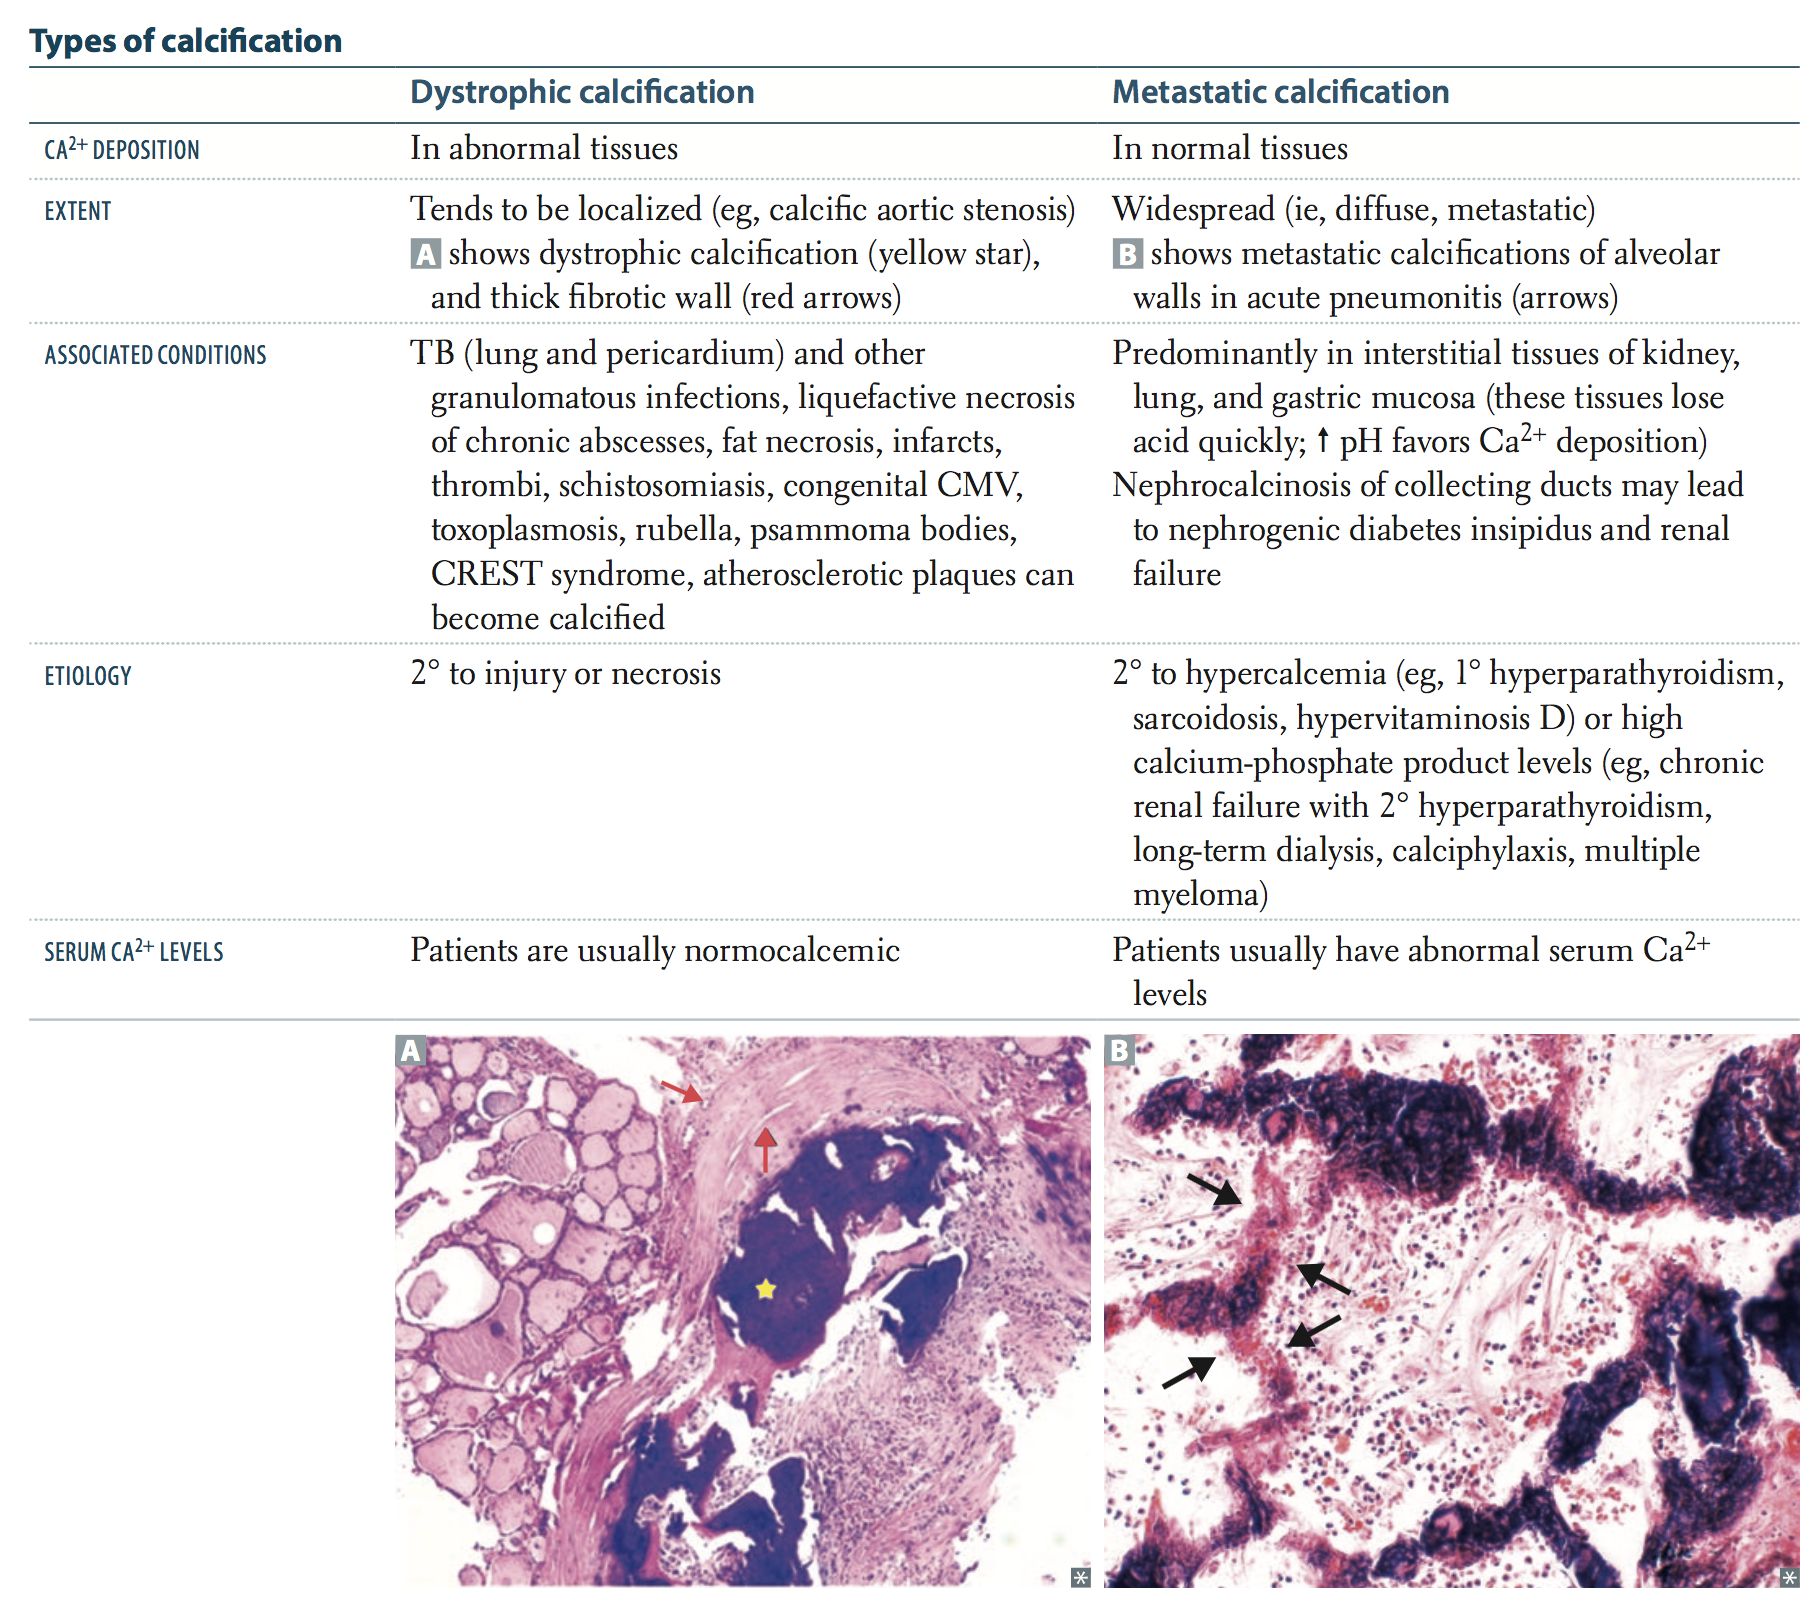 Types of calcification
Dystrophic calcification
Metastatic calcification
CA²⁺ DEPOSITION
In abnormal tissues
In normal tissues
EXTENT
Tends to be localized (eg, calcific aortic stenosis)
A shows dystrophic calcification (yellow star),
and thick fibrotic wall (red arrows)
Widespread (ie, diffuse, metastatic)
B shows metastatic calcifications of alveolar
walls in acute pneumonitis (arrows)
ASSOCIATED CONDITIONS
TB (lung and pericardium) and other
granulomatous infections, liquefactive necrosis
of chronic abscesses, fat necrosis, infarcts,
thrombi, schistosomiasis, congenital CMV,
toxoplasmosis, rubella, psammoma bodies,
CREST syndrome, atherosclerotic plaques can
become calcified
Predominantly in interstitial tissues of kidney,
lung, and gastric mucosa (these tissues lose
acid quickly; ↑ pH favors Ca²⁺ deposition)
Nephrocalcinosis of collecting ducts may lead
to nephrogenic diabetes insipidus and renal
failure
ETIOLOGY
2° to injury or necrosis
2° to hypercalcemia (eg, 1° hyperparathyroidism,
sarcoidosis, hypervitaminosis D) or high
calcium-phosphate product levels (eg, chronic
renal failure with 2° hyperparathyroidism,
long-term dialysis, calciphylaxis, multiple
myeloma)
SERUM CA²⁺ LEVELS
Patients are usually normocalcemic
Patients usually have abnormal serum Ca²⁺
levels
A
B